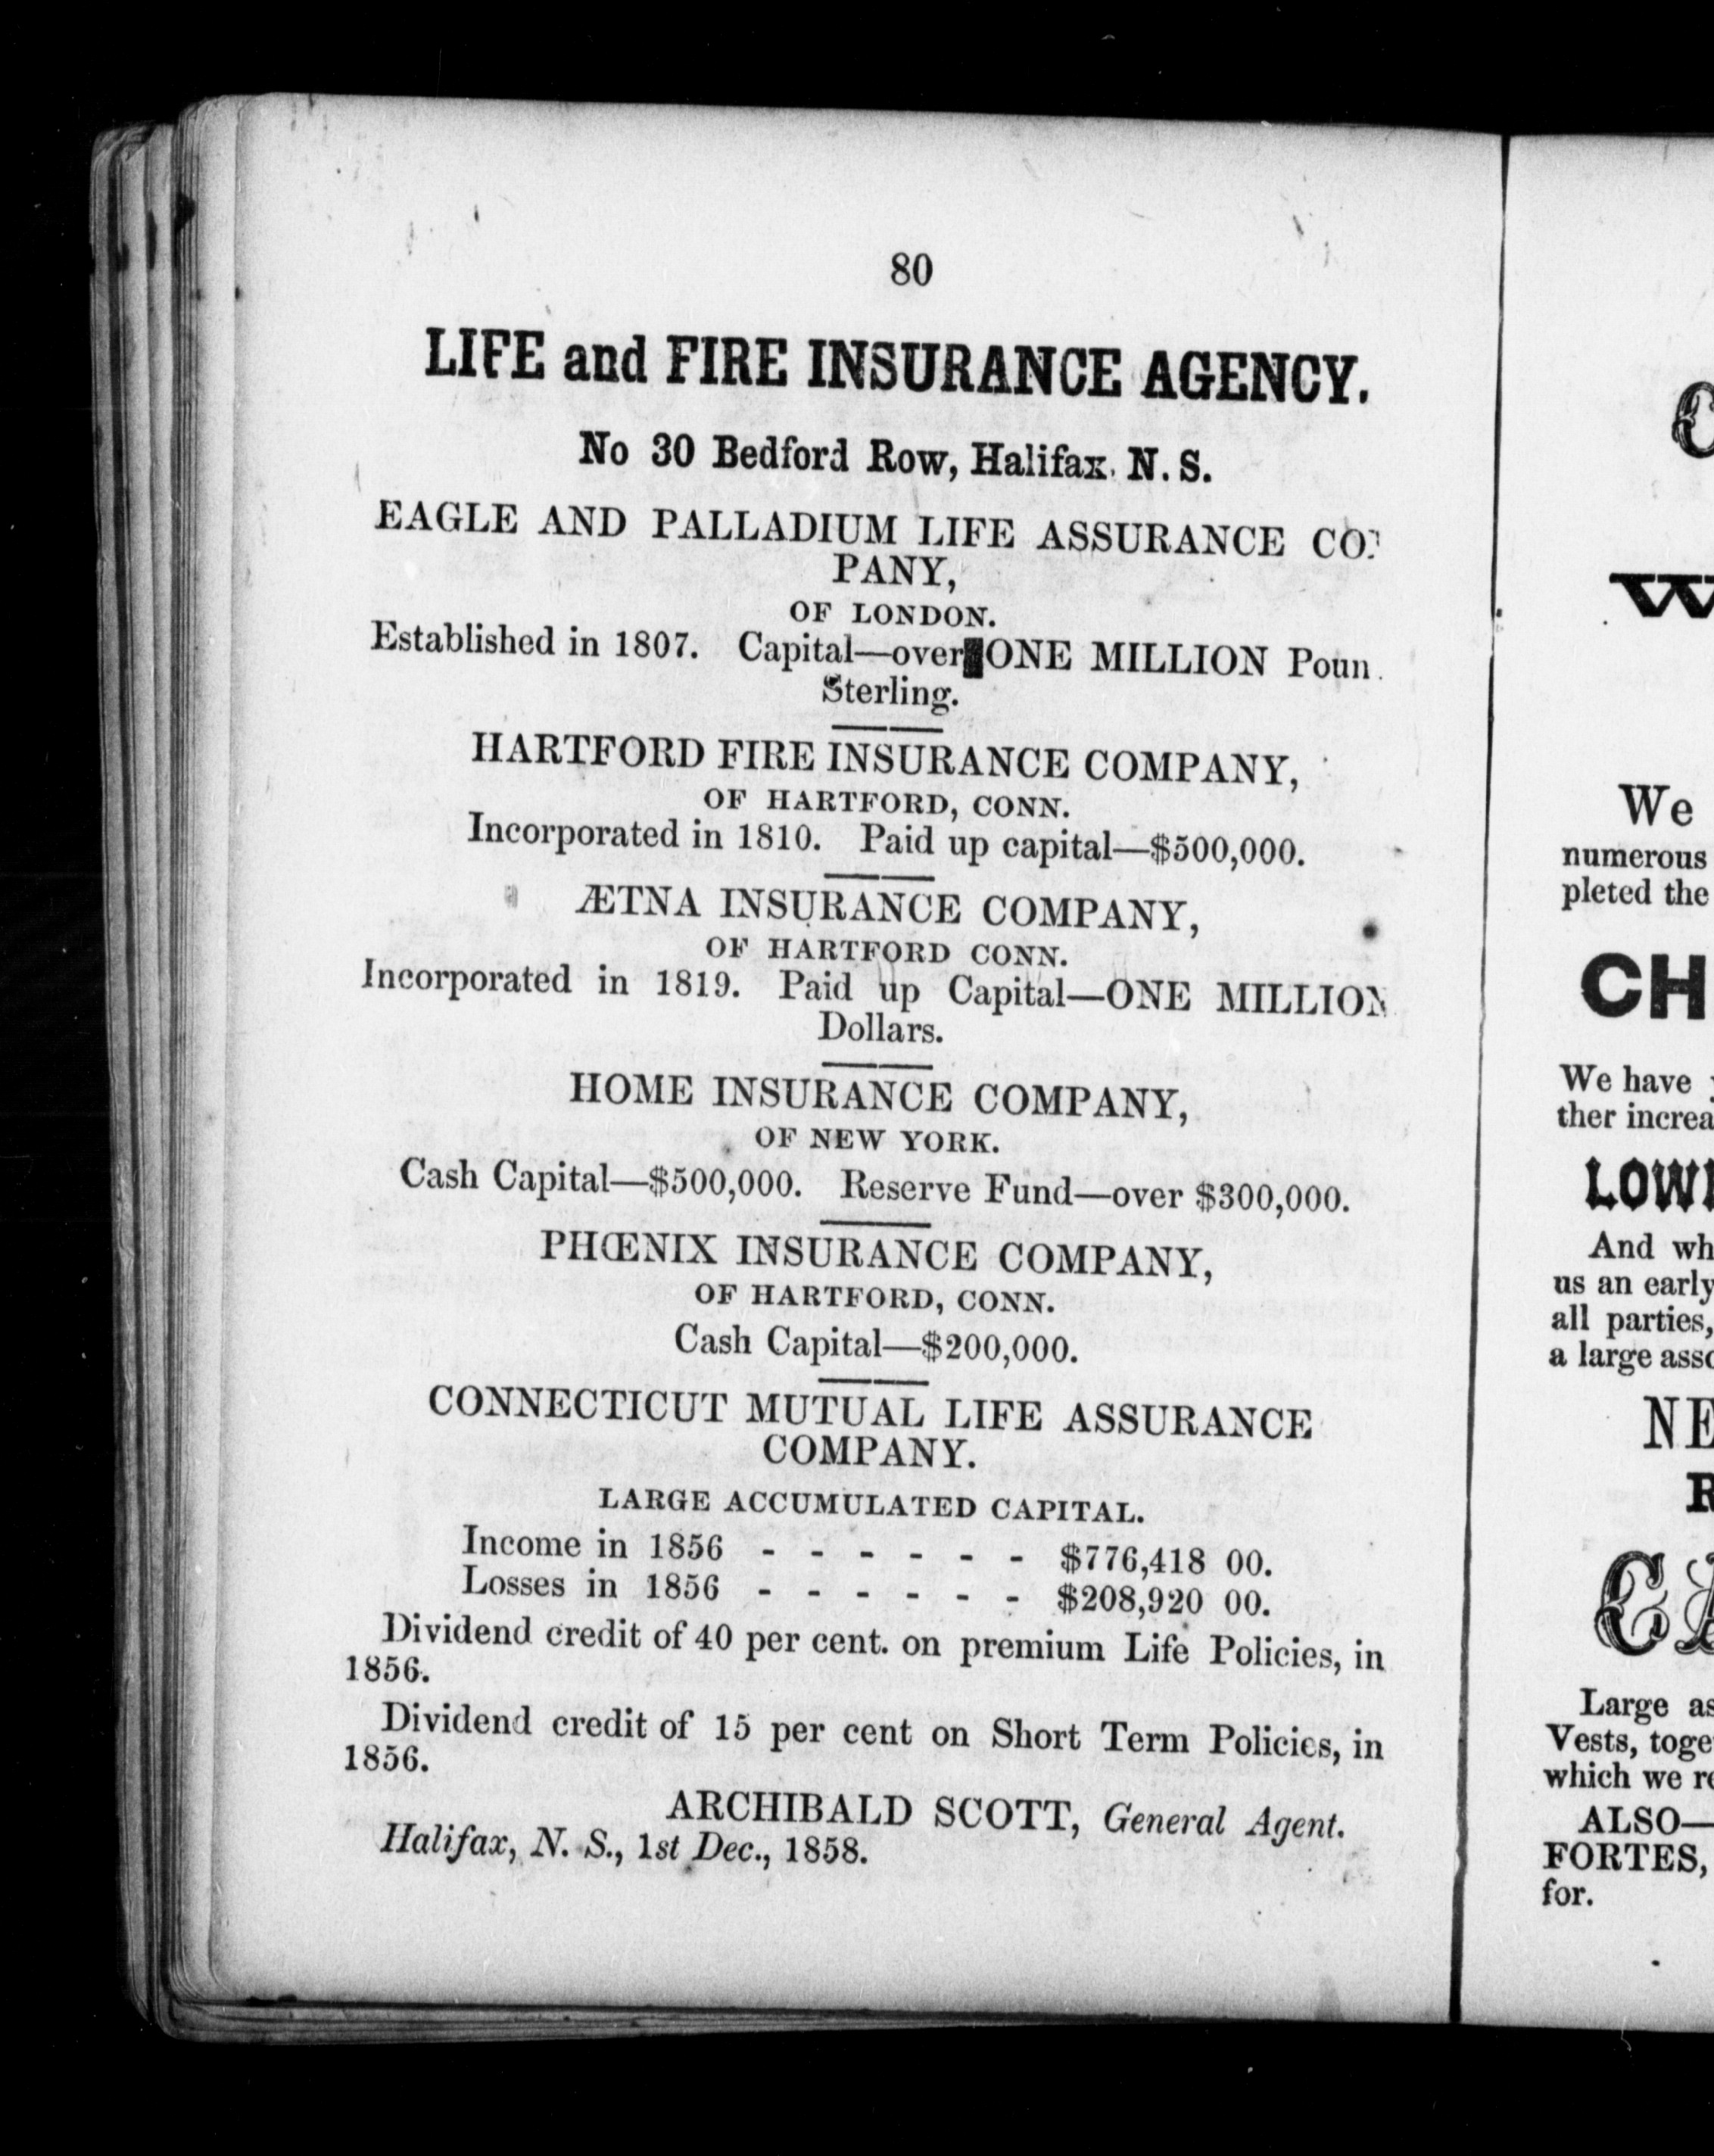 80
LIFE and FIRE INSURANCE AGENCY.
No 30 Bedford Row, Halifax. N. S.
EAGLE AND PALLADIUM LIFE ASSURANCE
PANY,
OF LONDON.
Established in 1807. Capital—over ONE MILLION Poun
Sterling.
HARTFORD FIRE INSURANCE COMPANY,
OF HARTFORD, CONN.
Incorporated in 1810. Paid up capital—$500,000.
ÆTNA INSURANCE COMPANY,
OF HARTFORD CONN.
Incorporated in 1819. Paid up Capital—ONE MILLION
Dollars.
HOME INSURANCE COMPANY,
OF NEW YORK.
Cash Capital—$500,000. Reserve Fund—over $300,000.
PHŒNIX INSURANCE COMPANY,
OF HARTFORD, CONN.
Cash Capital—$200,000.
CONNECTICUT MUTUAL LIFE ASSURANCE
COMPANY.
LARGE ACCUMULATED CAPITAL.
Income in 1856 - - - - - - $776,418 00.
Losses in 1856 - - - - - - $208,920 00.
Dividend credit of 40 per cent. on premium Life Policies, in
1856.
Dividend credit of 15 per cent on Short Term Policies, in
1856.
ARCHIBALD SCOTT, General Agent.
Halifax, N. S., 1st Dec., 1858.
We
numerous
pleted the
CH
We have
ther increa
LOW
And wh
us an early
all parties,
a large asso
NE
R
Large as
Vests, toge
which we re
ALSO—
FORTES,
for.